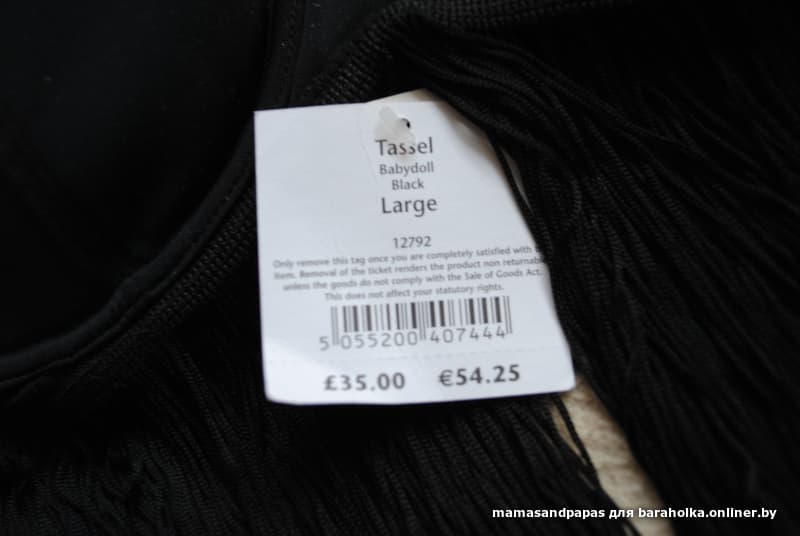 Tassel
Babydoll
Black
Large
12792
Only remove this tag once you are completely satisfied with
item. Removal of the ticket renders the product non returnable
unless the goods do not comply with the Sale of Goods Act.
This does not affect your statutory rights.
5 055200 407444
£35.00 €54.25
mamasandpapas для baraholka.onliner.by